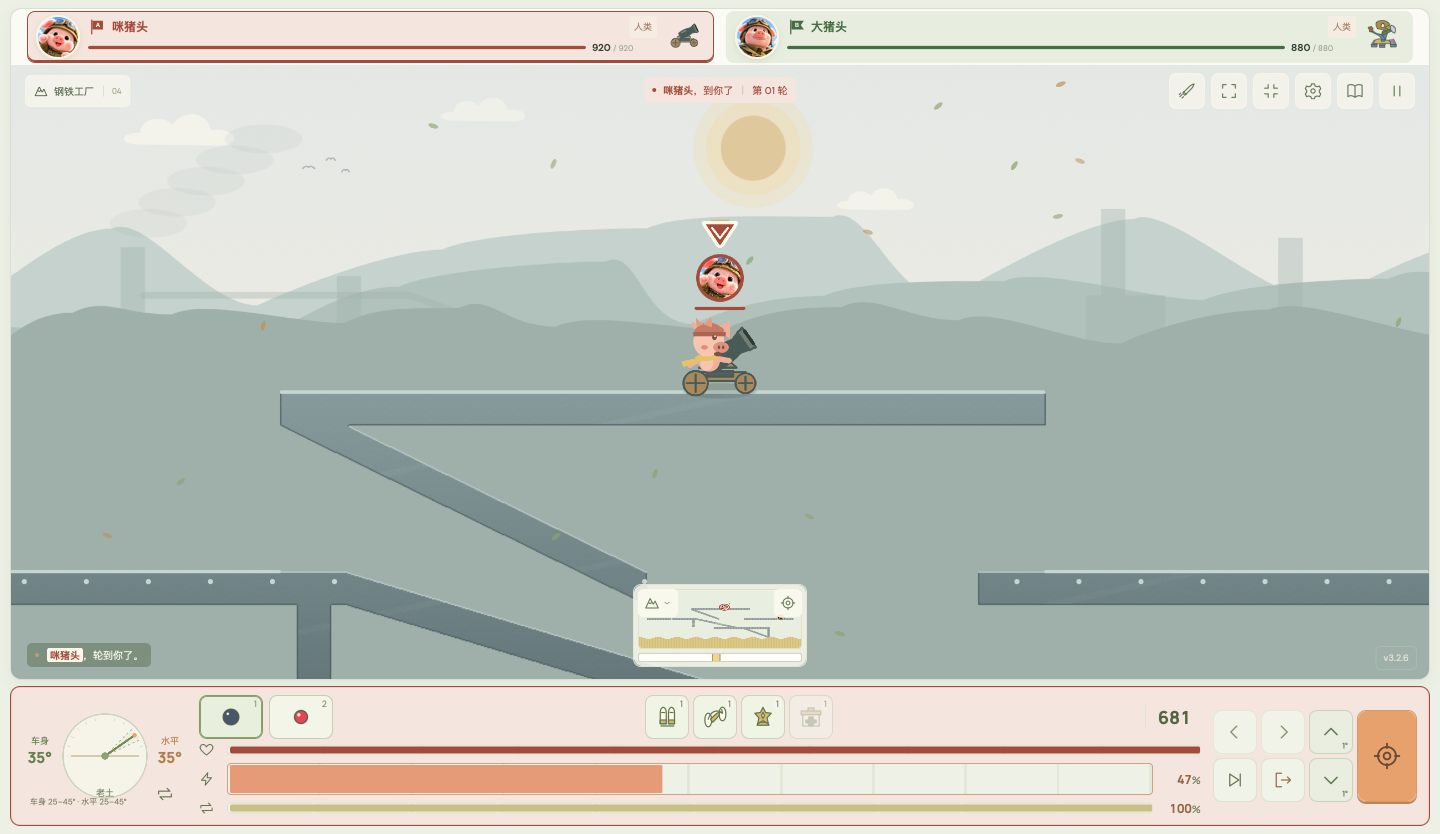 A 咪猪头 人类
920 / 920
B 大猪头 人类
880 / 880
钢铁工厂 04
咪猪头，到你了 第 01 轮
咪猪头，轮到你了。
v3.2.6
1
2
1
1
1
1
681
车身
35°
水平
35°
老土
车身 25–45° · 水平 25–45°
47%
100%
1°
1°